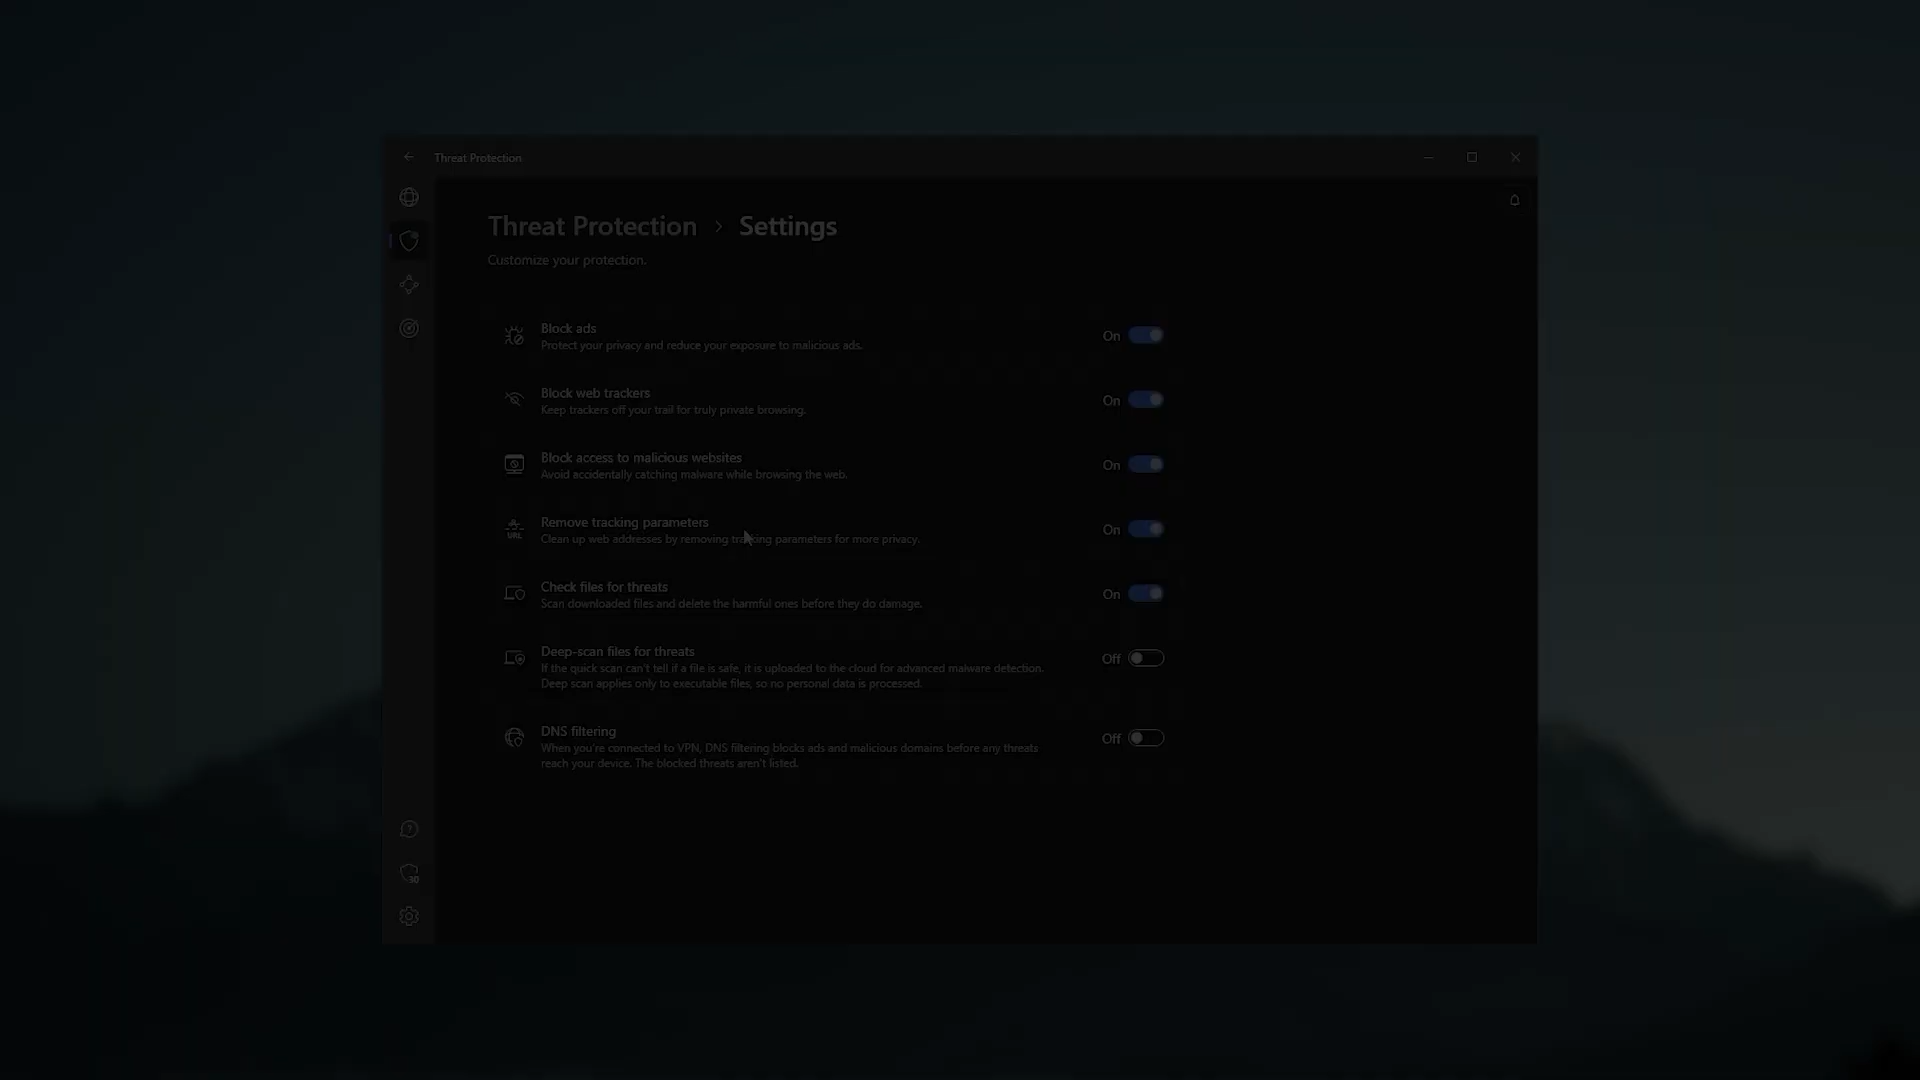 Threat Protection
Threat Protection > Settings
Customize your protection.
Block ads
Protect your privacy and reduce your exposure to malicious ads.
On
Block web trackers
Keep trackers off your trail for truly private browsing.
On
Block access to malicious websites
Avoid accidentally catching malware while browsing the web.
On
Remove tracking parameters
Clean up web addresses by removing tracking parameters for more privacy.
On
URL
Check files for threats
Scan downloaded files and delete the harmful ones before they do damage.
On
Deep-scan files for threats
If the quick scan can't tell if a file is safe, it is uploaded to the cloud for advanced malware detection.
Deep scan applies only to executable files, so no personal data is processed.
Off
DNS filtering
When you're connected to VPN, DNS filtering blocks ads and malicious domains before any threats
reach your device. The blocked threats aren't listed.
Off
30